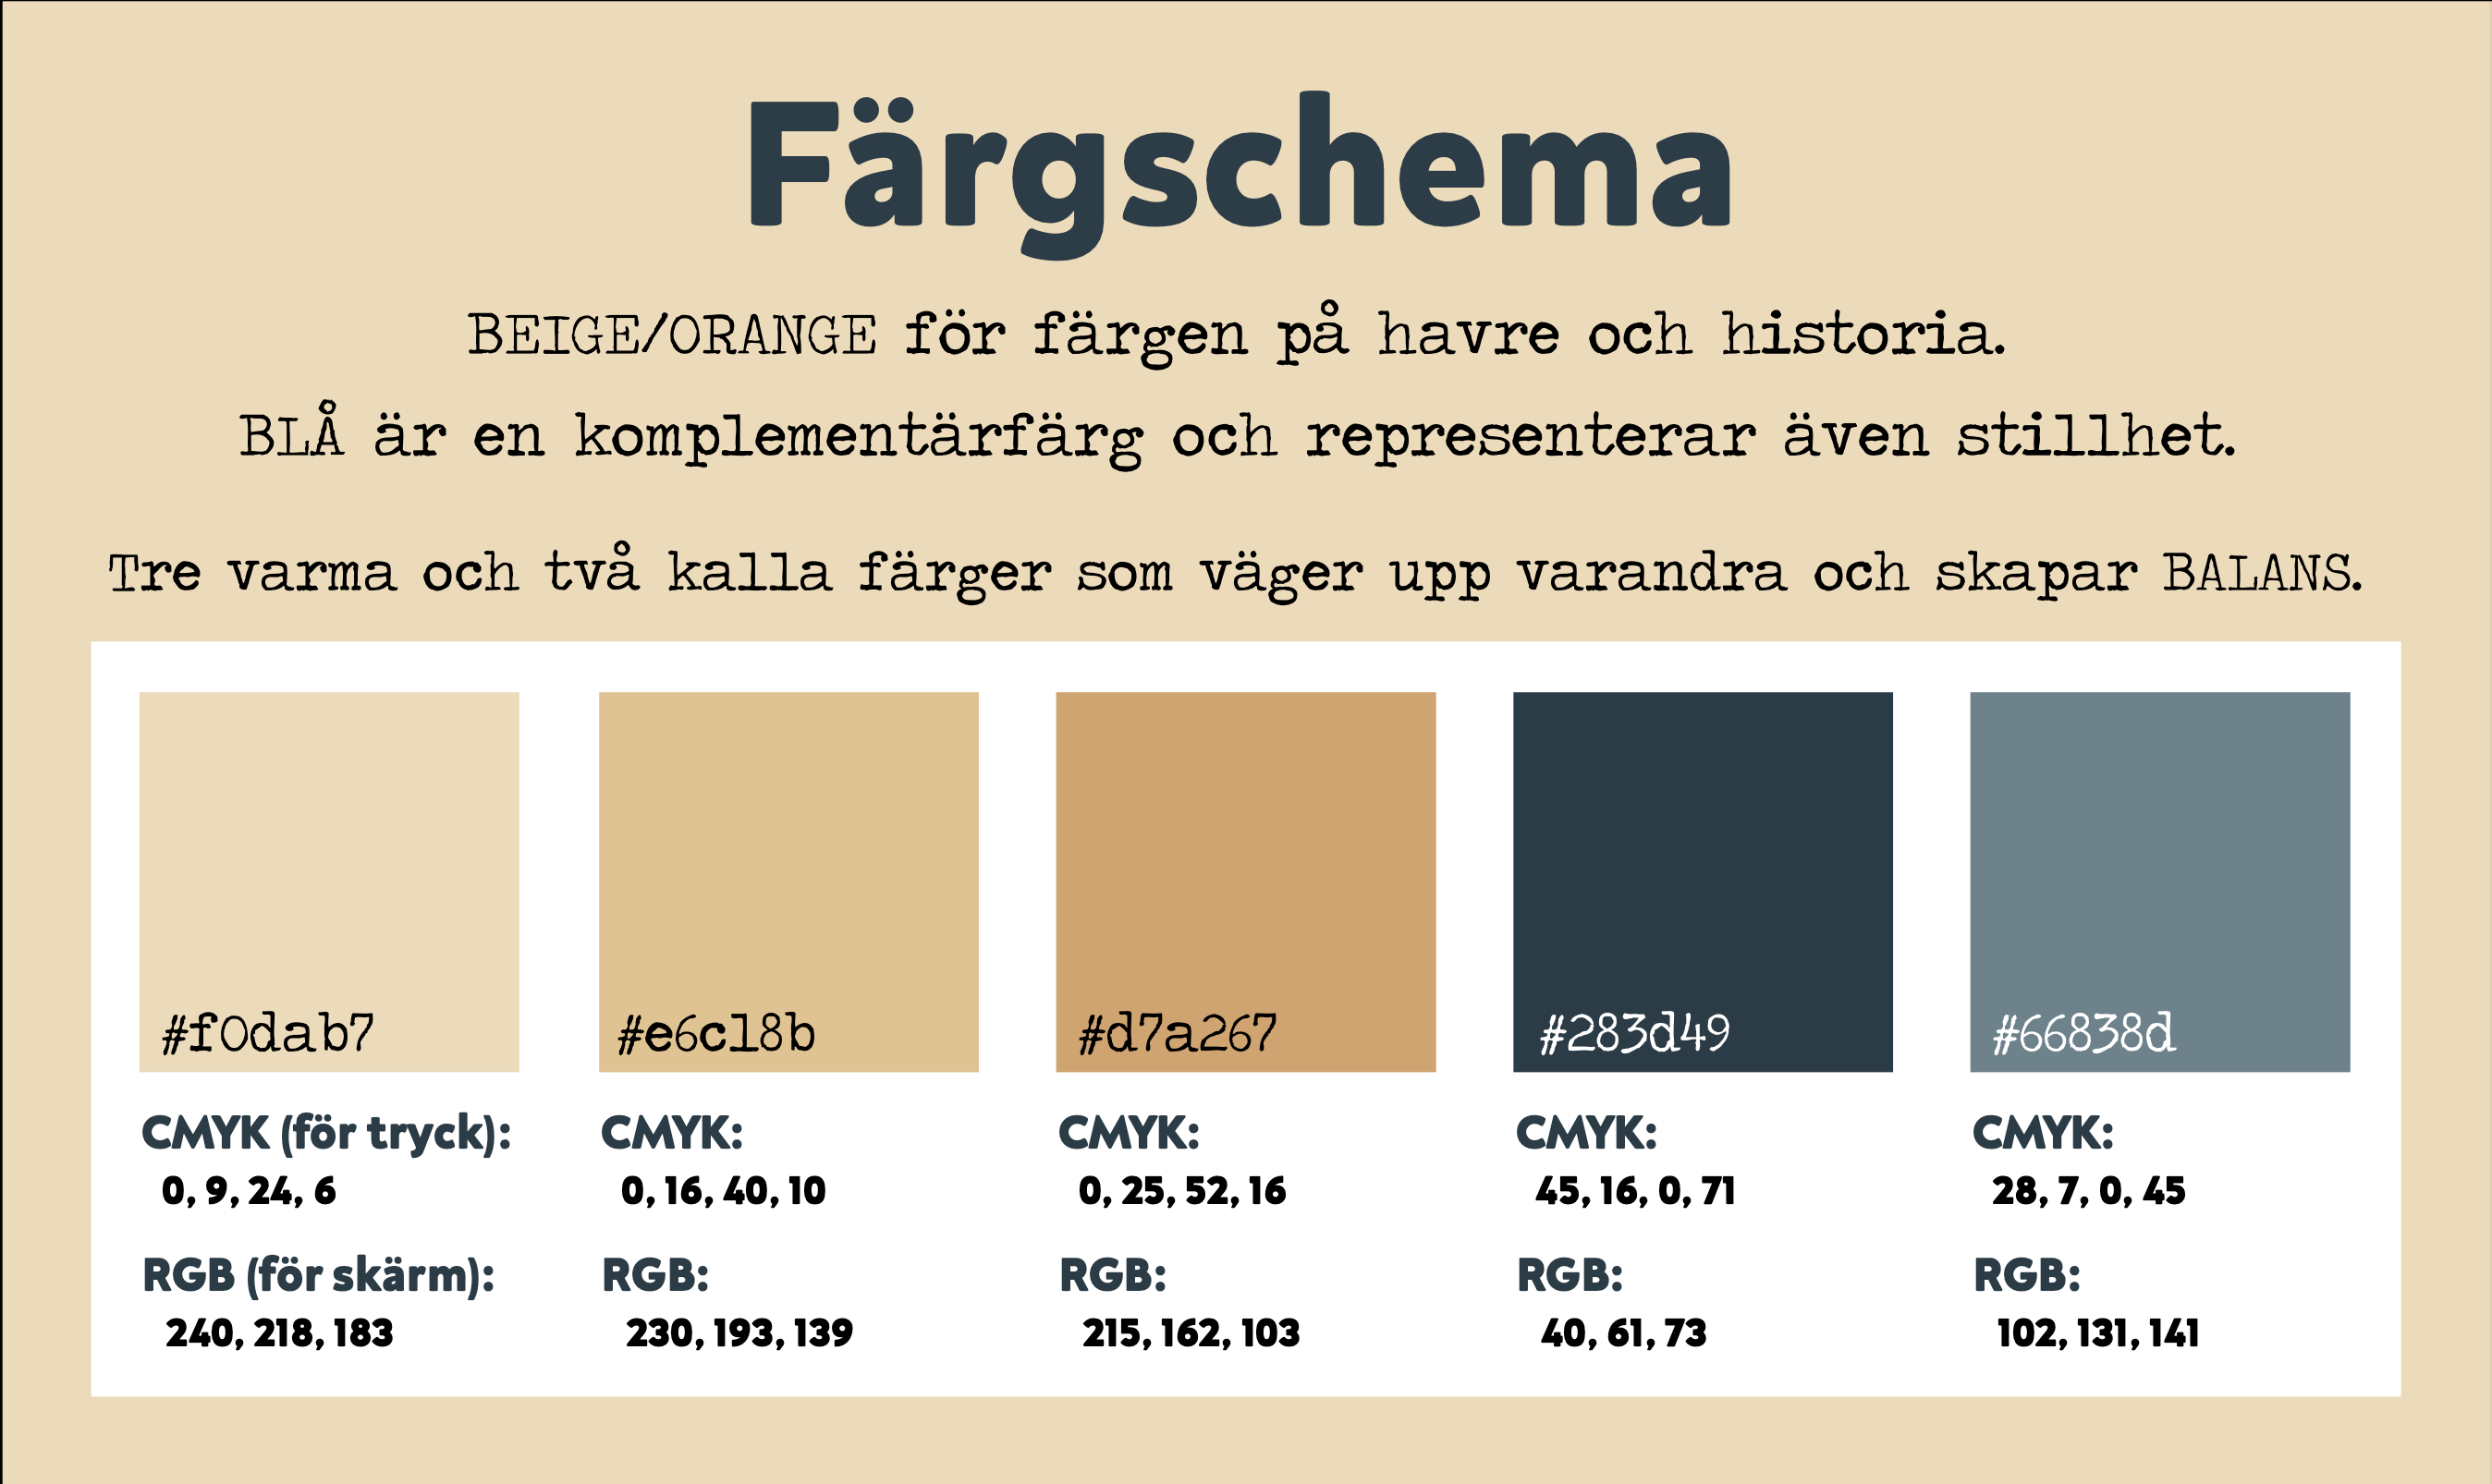 Färgschema
BEIGE/ORANGE för färgen på havre och historia.
BLÅ är en komplementärfärg och representerar även stillhet.
Tre varma och två kalla färger som väger upp varandra och skapar BALANS.
#f0dab7
#e6c18b
#d7a267
#283d49
#66838d
CMYK (för tryck):
0, 9, 24, 6
RGB (för skärm):
240, 218, 183
CMYK:
0, 16, 40, 10
RGB:
230, 193, 139
CMYK:
0, 25, 52, 16
RGB:
215, 162, 103
CMYK:
45, 16, 0, 71
RGB:
40, 61, 73
CMYK:
28, 7, 0, 45
RGB:
102, 131, 141